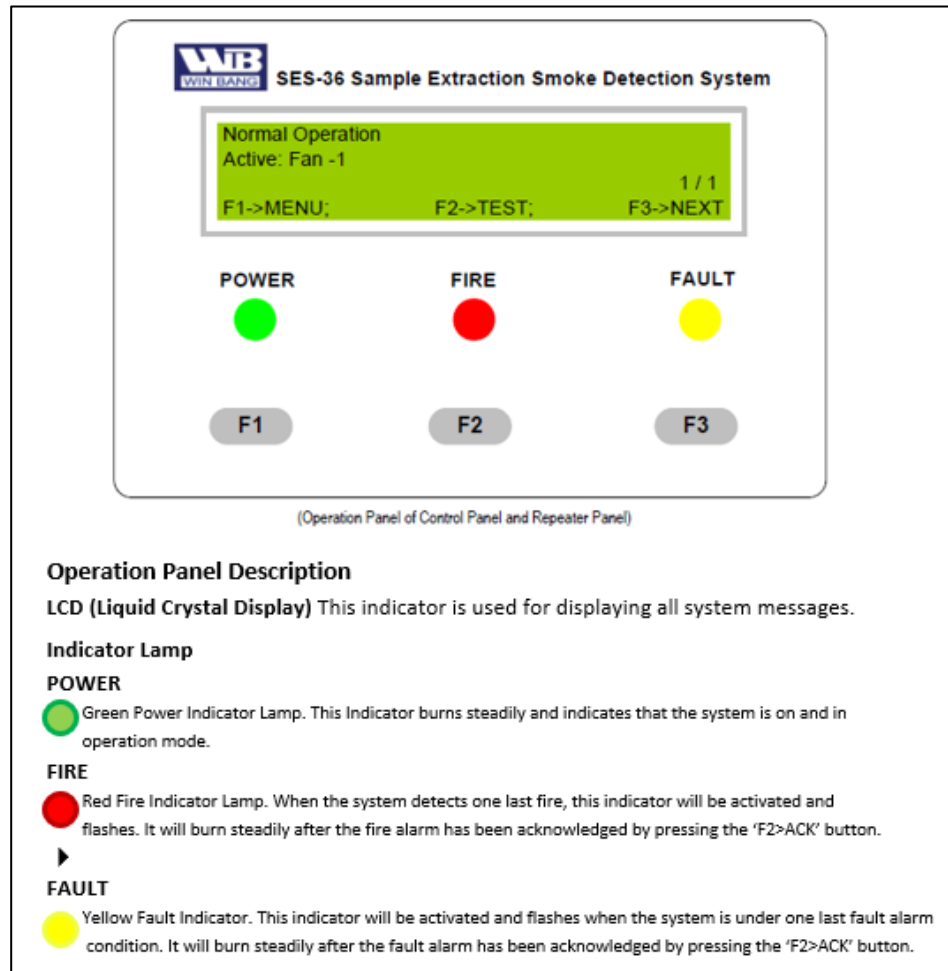 WB
WIN BANG
SES-36 Sample Extraction Smoke Detection System
Normal Operation
Active: Fan -1
1 / 1
F1->MENU; F2->TEST; F3->NEXT
POWER FIRE FAULT
F1 F2 F3
(Operation Panel of Control Panel and Repeater Panel)
Operation Panel Description
LCD (Liquid Crystal Display) This indicator is used for displaying all system messages.
Indicator Lamp
POWER
Green Power Indicator Lamp. This Indicator burns steadily and indicates that the system is on and in
operation mode.
FIRE
Red Fire Indicator Lamp. When the system detects one last fire, this indicator will be activated and
flashes. It will burn steadily after the fire alarm has been acknowledged by pressing the ‘F2>ACK’ button.
FAULT
Yellow Fault Indicator. This indicator will be activated and flashes when the system is under one last fault alarm
condition. It will burn steadily after the fault alarm has been acknowledged by pressing the ‘F2>ACK’ button.